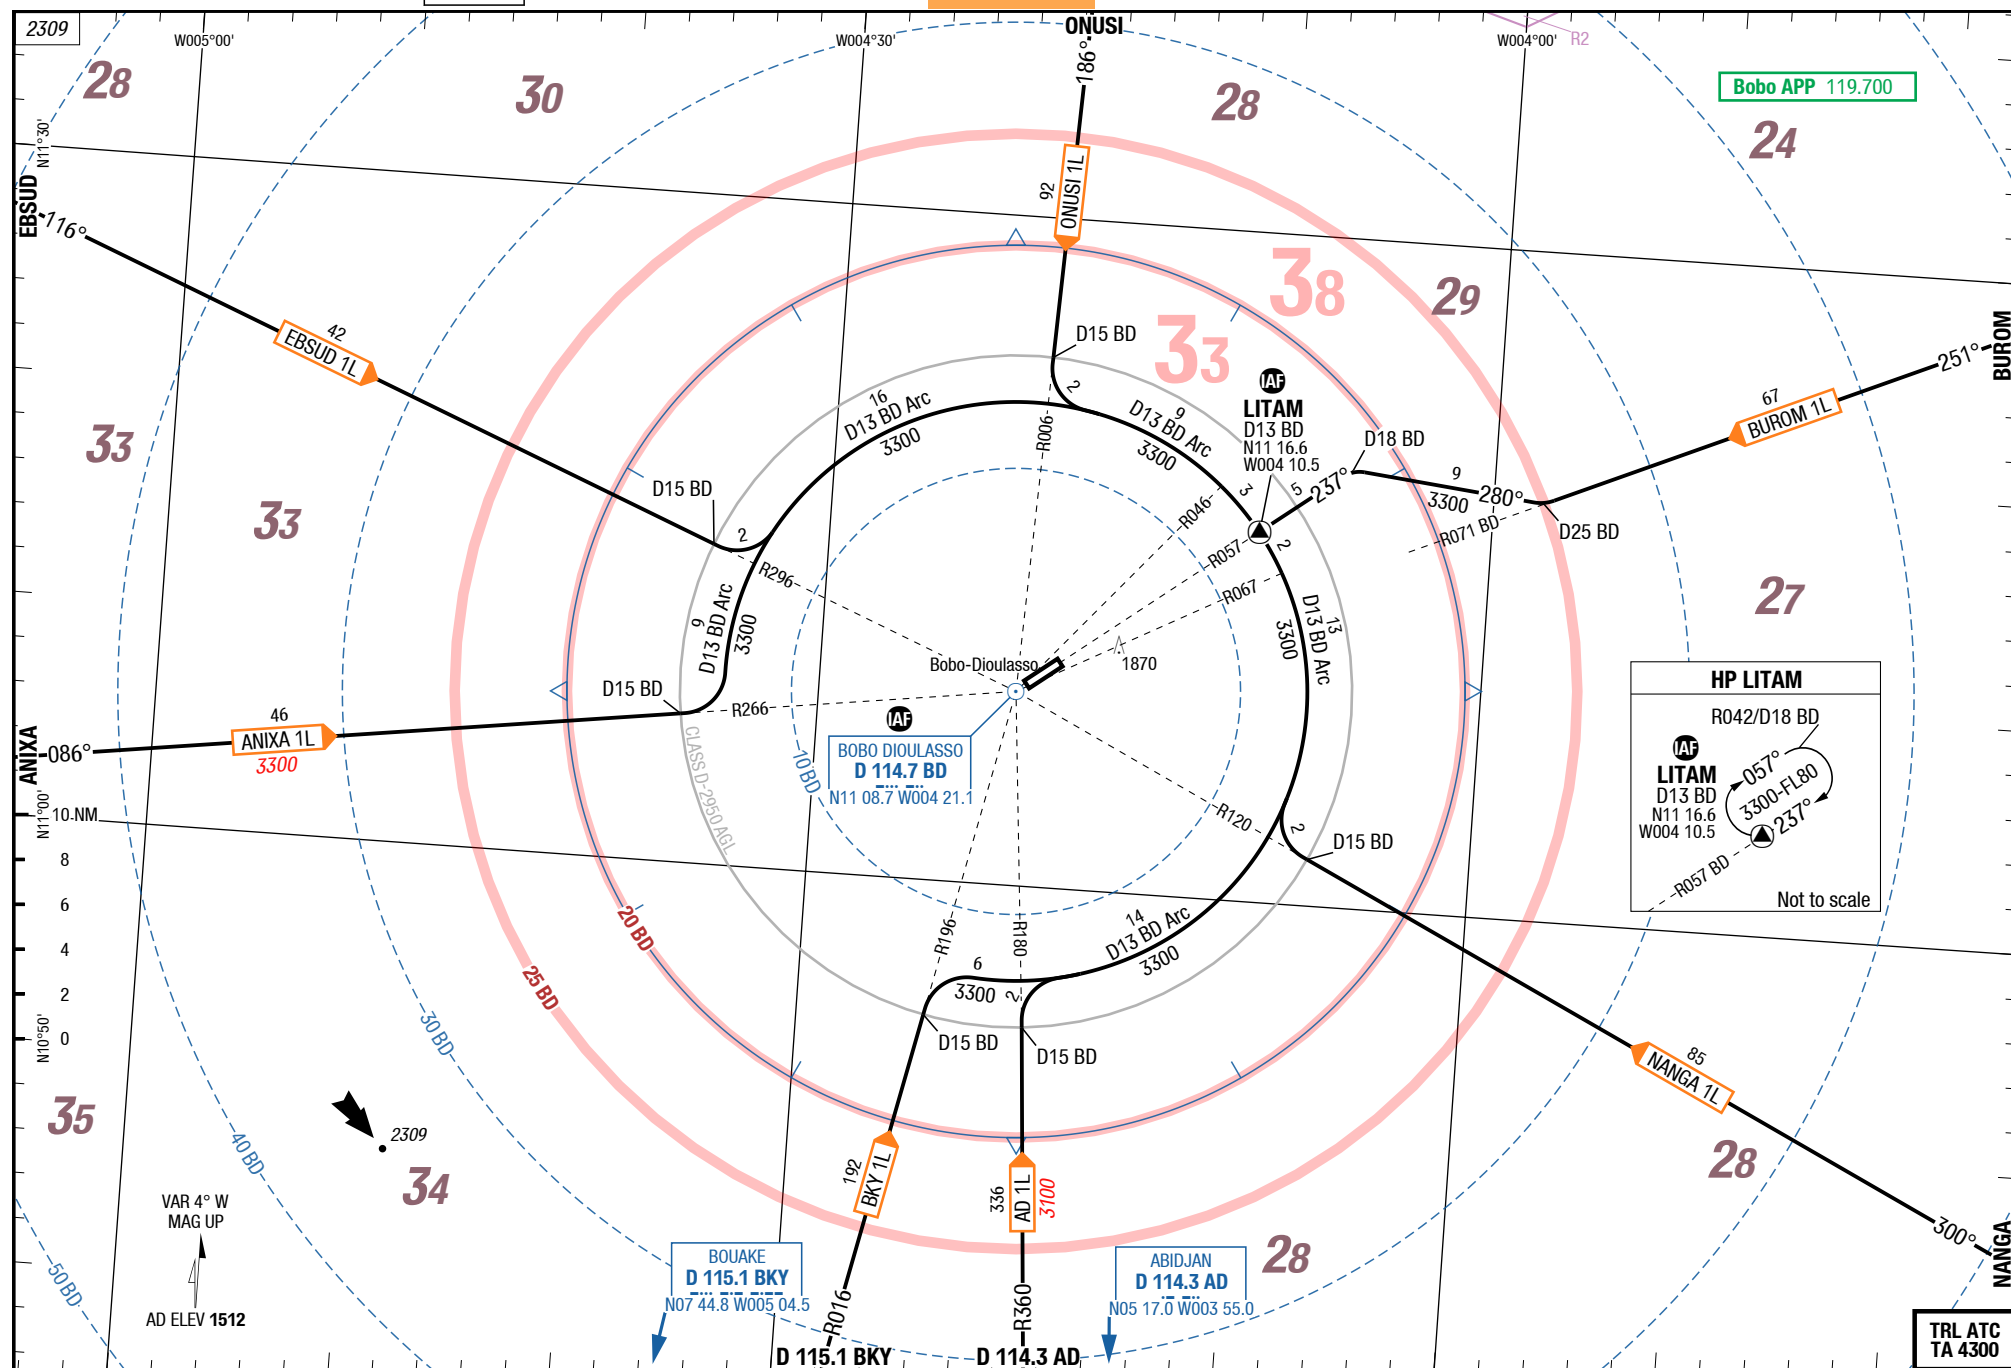 2309
W005°00'
W004°30'
ONUSI
186°
W004°00'
R2
Bobo APP 119.700
28
30
28
24
N11°30'
EBSUD
116°
92
ONUSI 1L
38
29
33
42
EBSUD 1L
D15 BD
2
16
D13 BD Arc
3300
R006
9
D13 BD Arc
3300
IAF
LITAM
D13 BD
N11 16.6
W004 10.5
D18 BD
251°
BUROM
67
BUROM 1L
9
3300
280°
5
237°
3
R046
R071 BD
D25 BD
33
33
D15 BD
2
R296
R057
2
R067
27
9
D13 BD Arc
3300
13
D13 BD Arc
3300
Bobo-Dioulasso
1870
D15 BD
R266
46
ANIXA 1L
3300
ANIXA
086°
IAF
BOBO DIOULASSO
D 114.7 BD
N11 08.7 W004 21.1
10 BD
CLASS D-2950 AGL
R120
2
D15 BD
HP LITAM
R042/D18 BD
IAF
LITAM
D13 BD
N11 16.6
W004 10.5
057°
3300-FL80
237°
R057 BD
Not to scale
N11°00'
10 NM
8
6
4
2
0
N10°50'
20 BD
25 BD
30 BD
40 BD
50 BD
R196
R180
14
D13 BD Arc
3300
6
3300
2
D15 BD
D15 BD
85
NANGA 1L
300°
NANGA
35
2309
34
28
28
192
BKY 1L
336
AD 1L
3100
VAR 4° W
MAG UP
AD ELEV 1512
BOUAKE
D 115.1 BKY
N07 44.8 W005 04.5
R016
D 115.1 BKY
R360
D 114.3 AD
ABIDJAN
D 114.3 AD
N05 17.0 W003 55.0
TRL ATC
TA 4300